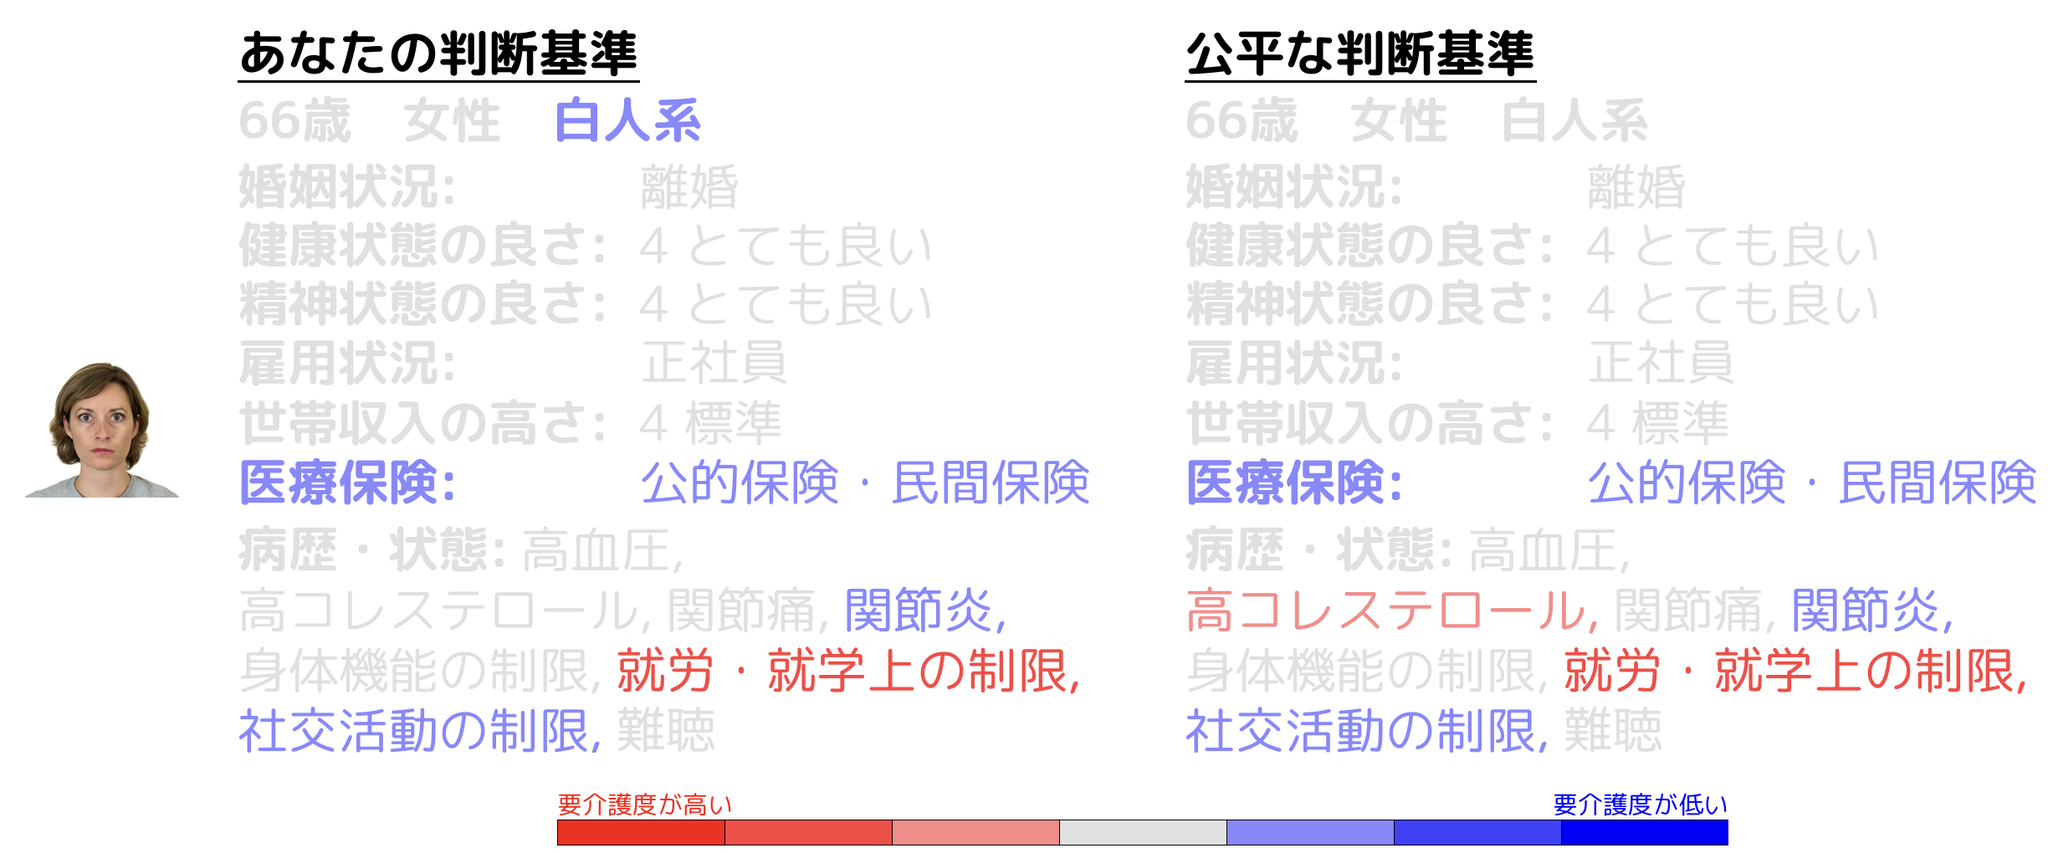 あなたの判断基準
66歳　女性　白人系
婚姻状況: 離婚
健康状態の良さ: 4 とても良い
精神状態の良さ: 4 とても良い
雇用状況: 正社員
世帯収入の高さ: 4 標準
医療保険: 公的保険・民間保険
病歴・状態: 高血圧,
高コレステロール, 関節痛, 関節炎,
身体機能の制限, 就労・就学上の制限,
社交活動の制限, 難聴
公平な判断基準
66歳　女性　白人系
婚姻状況: 離婚
健康状態の良さ: 4 とても良い
精神状態の良さ: 4 とても良い
雇用状況: 正社員
世帯収入の高さ: 4 標準
医療保険: 公的保険・民間保険
病歴・状態: 高血圧,
高コレステロール, 関節痛, 関節炎,
身体機能の制限, 就労・就学上の制限,
社交活動の制限, 難聴
要介護度が高い
要介護度が低い